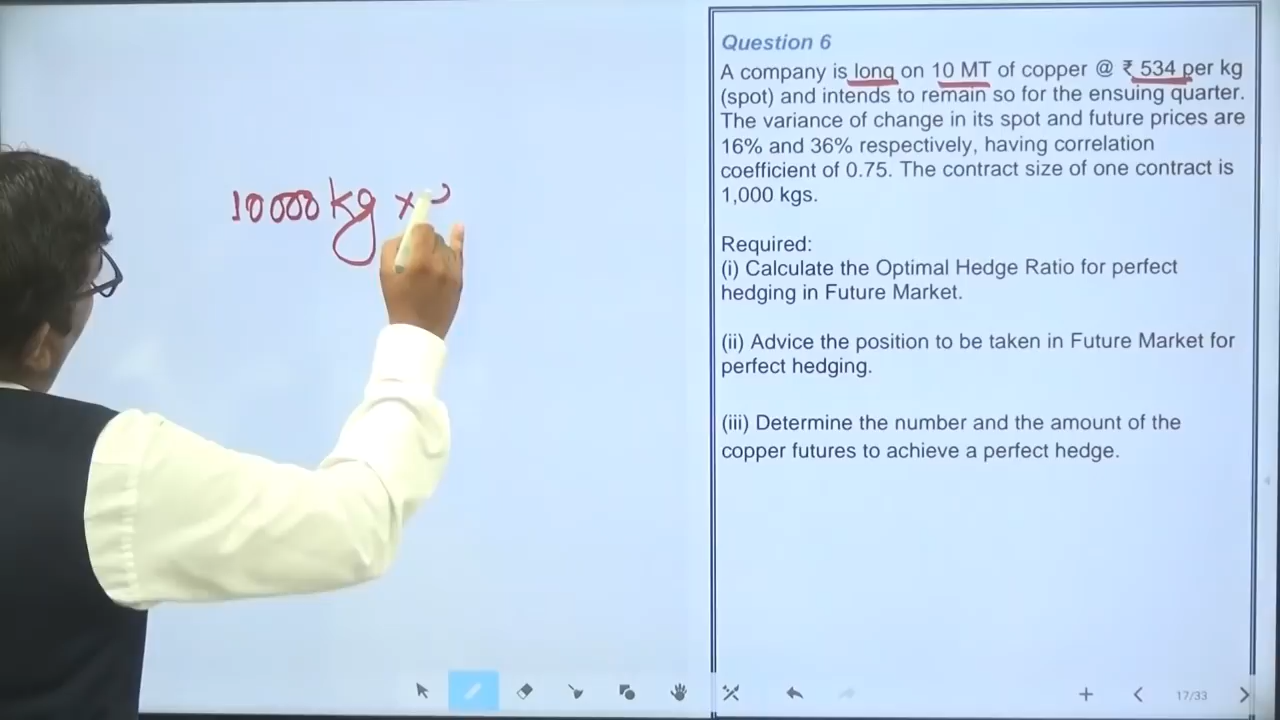 10000 kg ×
Question 6
A company is long on 10 MT of copper @ ₹ 534 per kg
(spot) and intends to remain so for the ensuing quarter.
The variance of change in its spot and future prices are
16% and 36% respectively, having correlation
coefficient of 0.75. The contract size of one contract is
1,000 kgs.
Required:
(i) Calculate the Optimal Hedge Ratio for perfect
hedging in Future Market.
(ii) Advice the position to be taken in Future Market for
perfect hedging.
(iii) Determine the number and the amount of the
copper futures to achieve a perfect hedge.
17/33